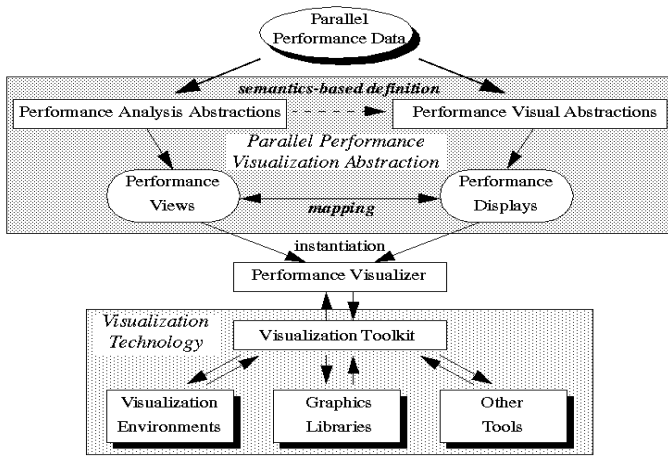 Parallel
Performance Data
semantics-based definition
Performance Analysis Abstractions
Performance Visual Abstractions
Parallel Performance
Visualization Abstraction
Performance
Views
Performance
Displays
mapping
instantiation
Performance Visualizer
Visualization
Technology
Visualization Toolkit
Visualization
Environments
Graphics
Libraries
Other
Tools